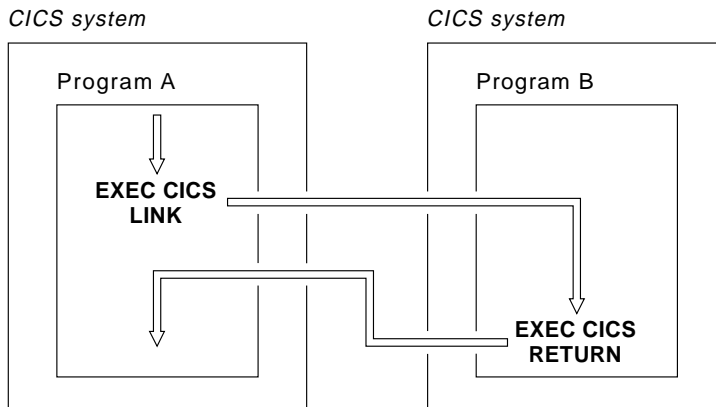 CICS system
CICS system
Program A
Program B
EXEC CICS
LINK
EXEC CICS
RETURN